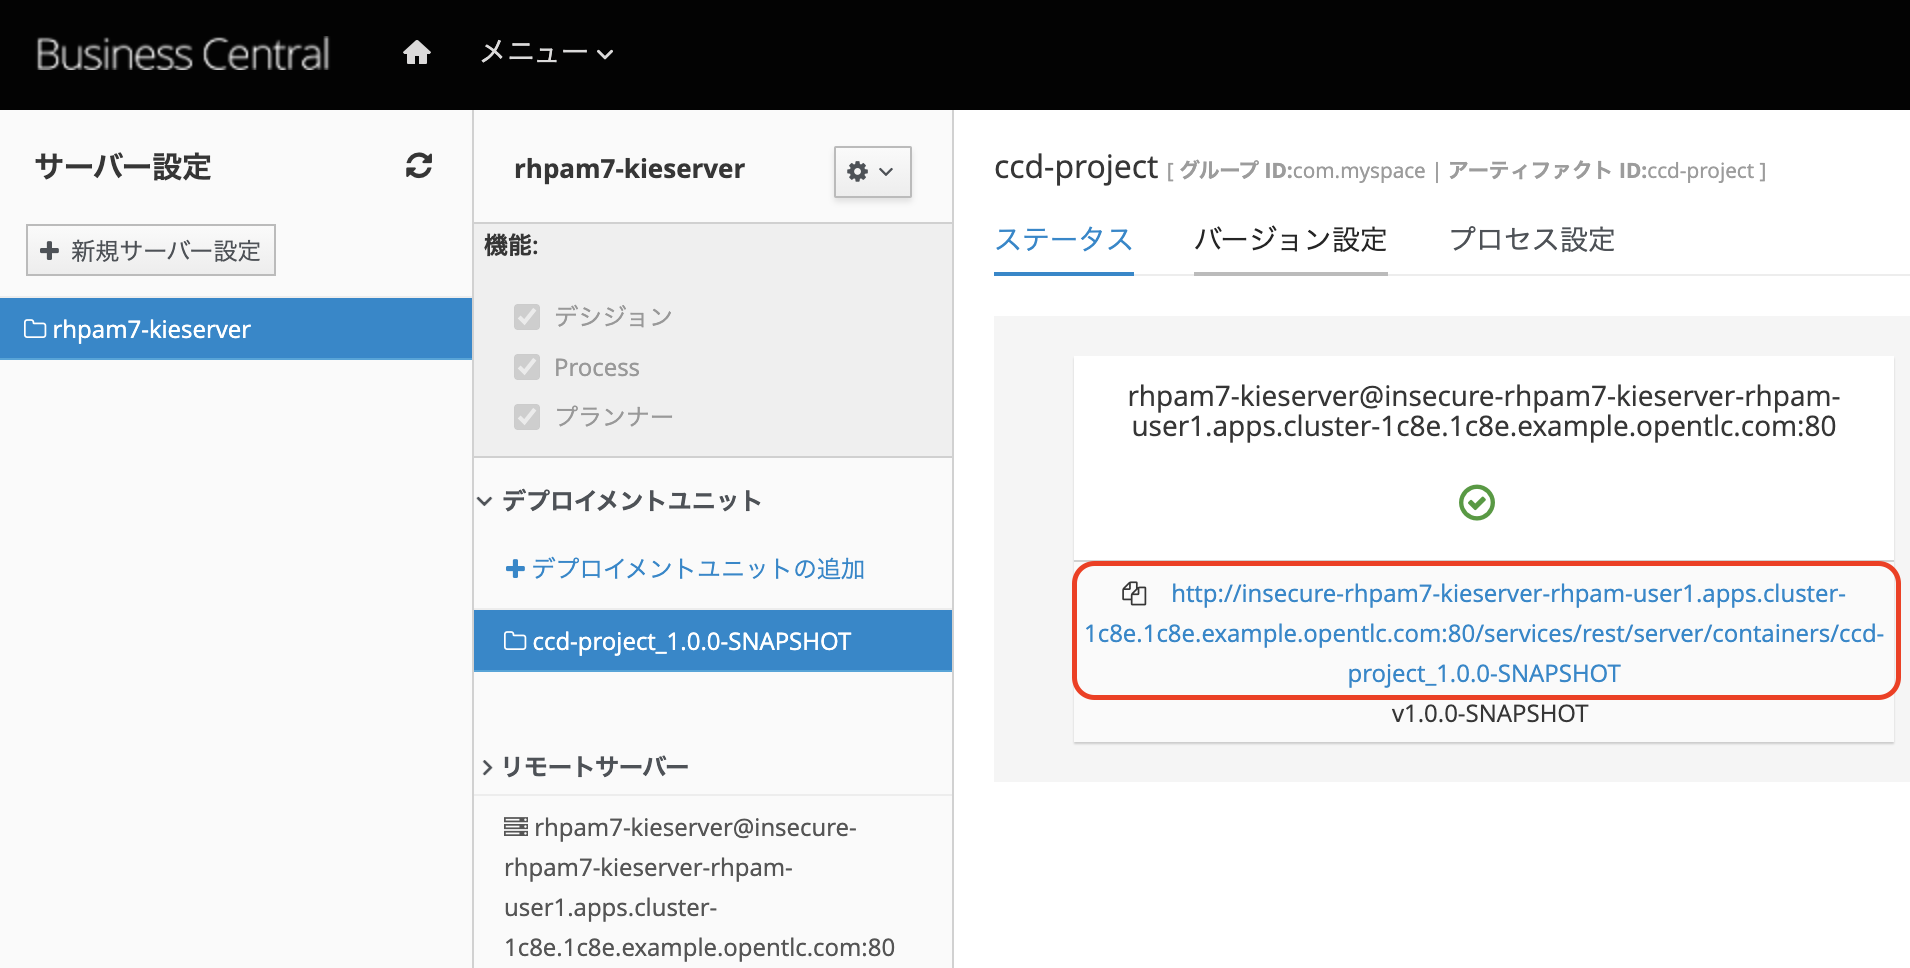 Business Central
メニュー
サーバー設定
新規サーバー設定
rhpam7-kieserver
rhpam7-kieserver
機能:
デシジョン
Process
プランナー
デプロイメントユニット
デプロイメントユニットの追加
ccd-project_1.0.0-SNAPSHOT
リモートサーバー
rhpam7-kieserver@insecure-
rhpam7-kieserver-rhpam-
user1.apps.cluster-
1c8e.1c8e.example.opentlc.com:80
ccd-project [ グループ ID:com.myspace | アーティファクト ID:ccd-project ]
ステータス バージョン設定 プロセス設定
rhpam7-kieserver@insecure-rhpam7-kieserver-rhpam-
user1.apps.cluster-1c8e.1c8e.example.opentlc.com:80
http://insecure-rhpam7-kieserver-rhpam-user1.apps.cluster-
1c8e.1c8e.example.opentlc.com:80/services/rest/server/containers/ccd-
project_1.0.0-SNAPSHOT
v1.0.0-SNAPSHOT